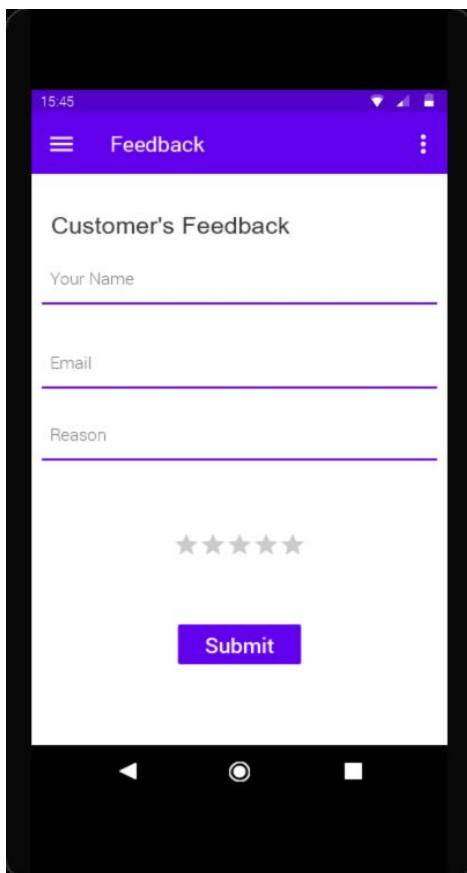 15:45
Feedback
Customer's Feedback
Your Name
Email
Reason
Submit